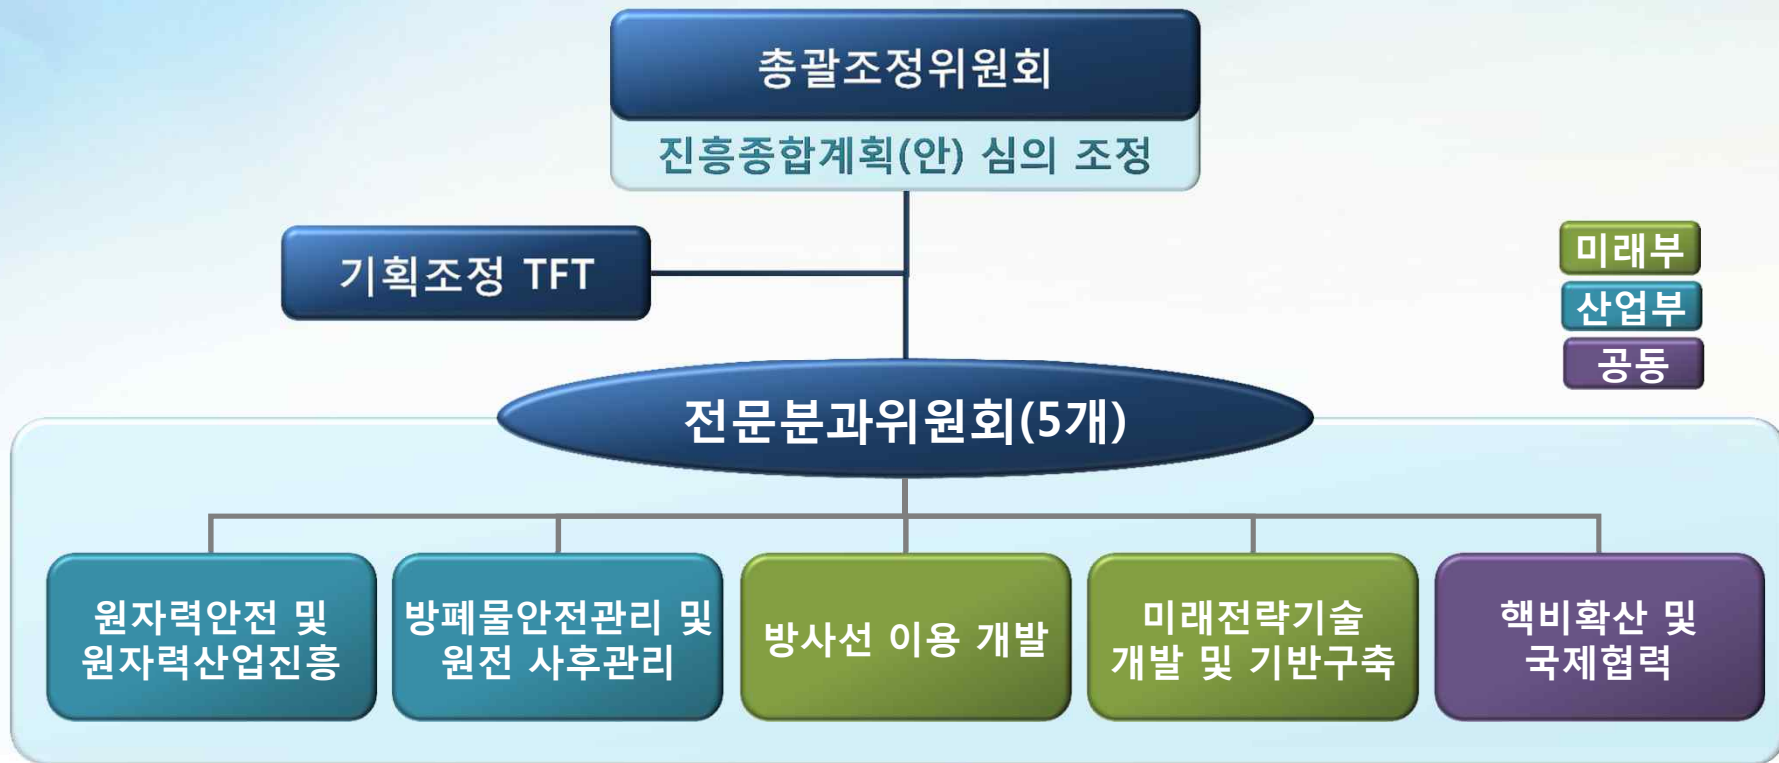 총괄조정위원회
진흥종합계획(안) 심의 조정
기획조정 TFT
미래부
산업부
공동
전문분과위원회(5개)
원자력안전 및
원자력산업진흥
방폐물안전관리 및
원전 사후관리
방사선 이용 개발
미래전략기술
개발 및 기반구축
핵비확산 및
국제협력